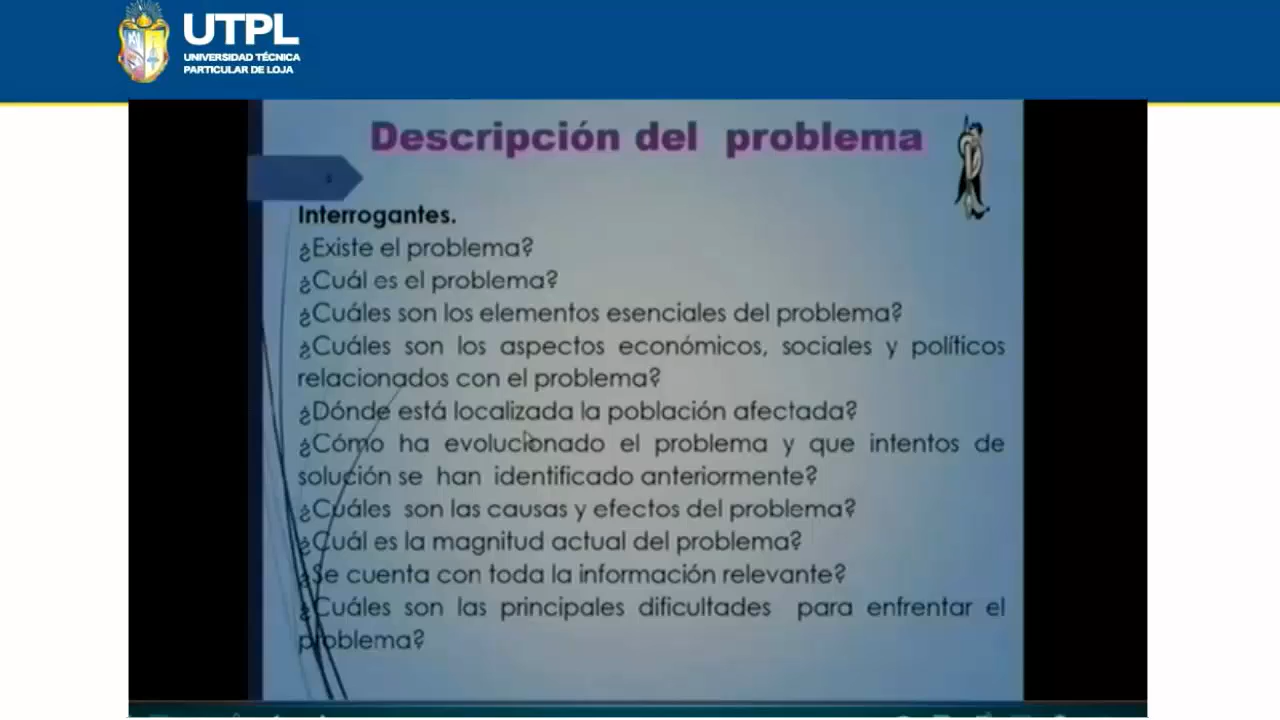 UTPL
UNIVERSIDAD TÉCNICA
PARTICULAR DE LOJA
Descripción del problema
Interrogantes.
¿Existe el problema?
¿Cuál es el problema?
¿Cuáles son los elementos esenciales del problema?
¿Cuáles son los aspectos económicos, sociales y políticos
relacionados con el problema?
¿Dónde está localizada la población afectada?
¿Cómo ha evolucionado el problema y que intentos de
solución se han identificado anteriormente?
¿Cuáles son las causas y efectos del problema?
¿Cuál es la magnitud actual del problema?
¿Se cuenta con toda la información relevante?
¿Cuáles son las principales dificultades para enfrentar el
problema?